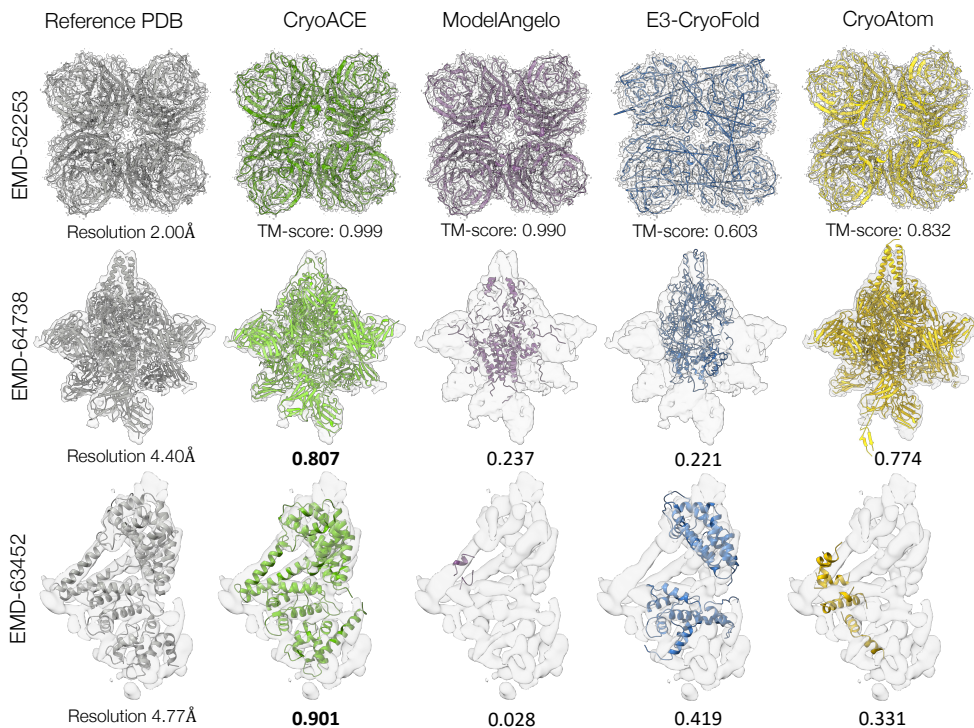 Reference PDB CryoACE ModelAngelo E3-CryoFold CryoAtom
EMD-52253
Resolution 2.00Å TM-score: 0.999 TM-score: 0.990 TM-score: 0.603 TM-score: 0.832
EMD-64738
Resolution 4.40Å 0.807 0.237 0.221 0.774
EMD-63452
Resolution 4.77Å 0.901 0.028 0.419 0.331